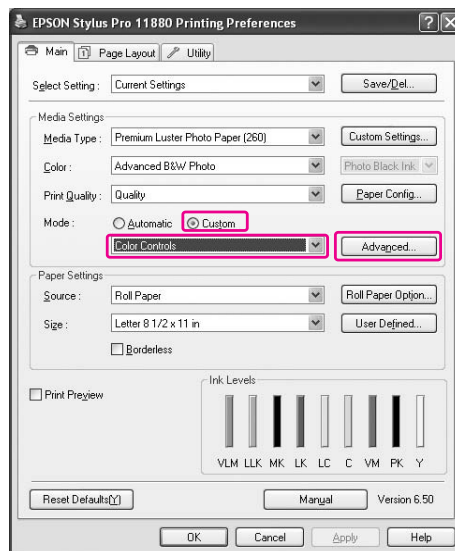 EPSON Stylus Pro 11880 Printing Preferences
Main Page Layout Utility
Select Setting : Current Settings Save/Del...
Media Settings
Media Type : Premium Luster Photo Paper (260) Custom Settings...
Color : Advanced B&W Photo Photo Black Ink
Print Quality : Quality Paper Config...
Mode : Automatic Custom
Color Controls Advanced...
Paper Settings
Source : Roll Paper Roll Paper Option...
Size : Letter 8 1/2 x 11 in User Defined...
Borderless
Print Preview
Ink Levels
VLM LLK MK LK LC C VM PK Y
Reset Defaults(Y) Manual Version 6.50
OK Cancel Apply Help